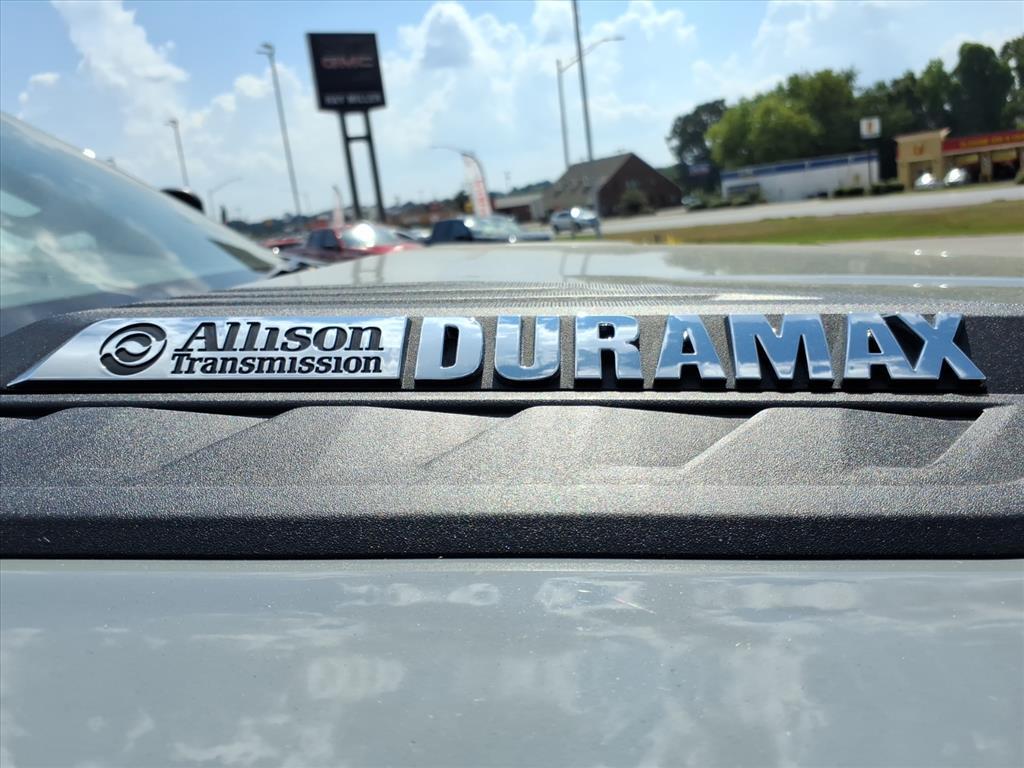 GMC
Allison
Transmission
DURAMAX